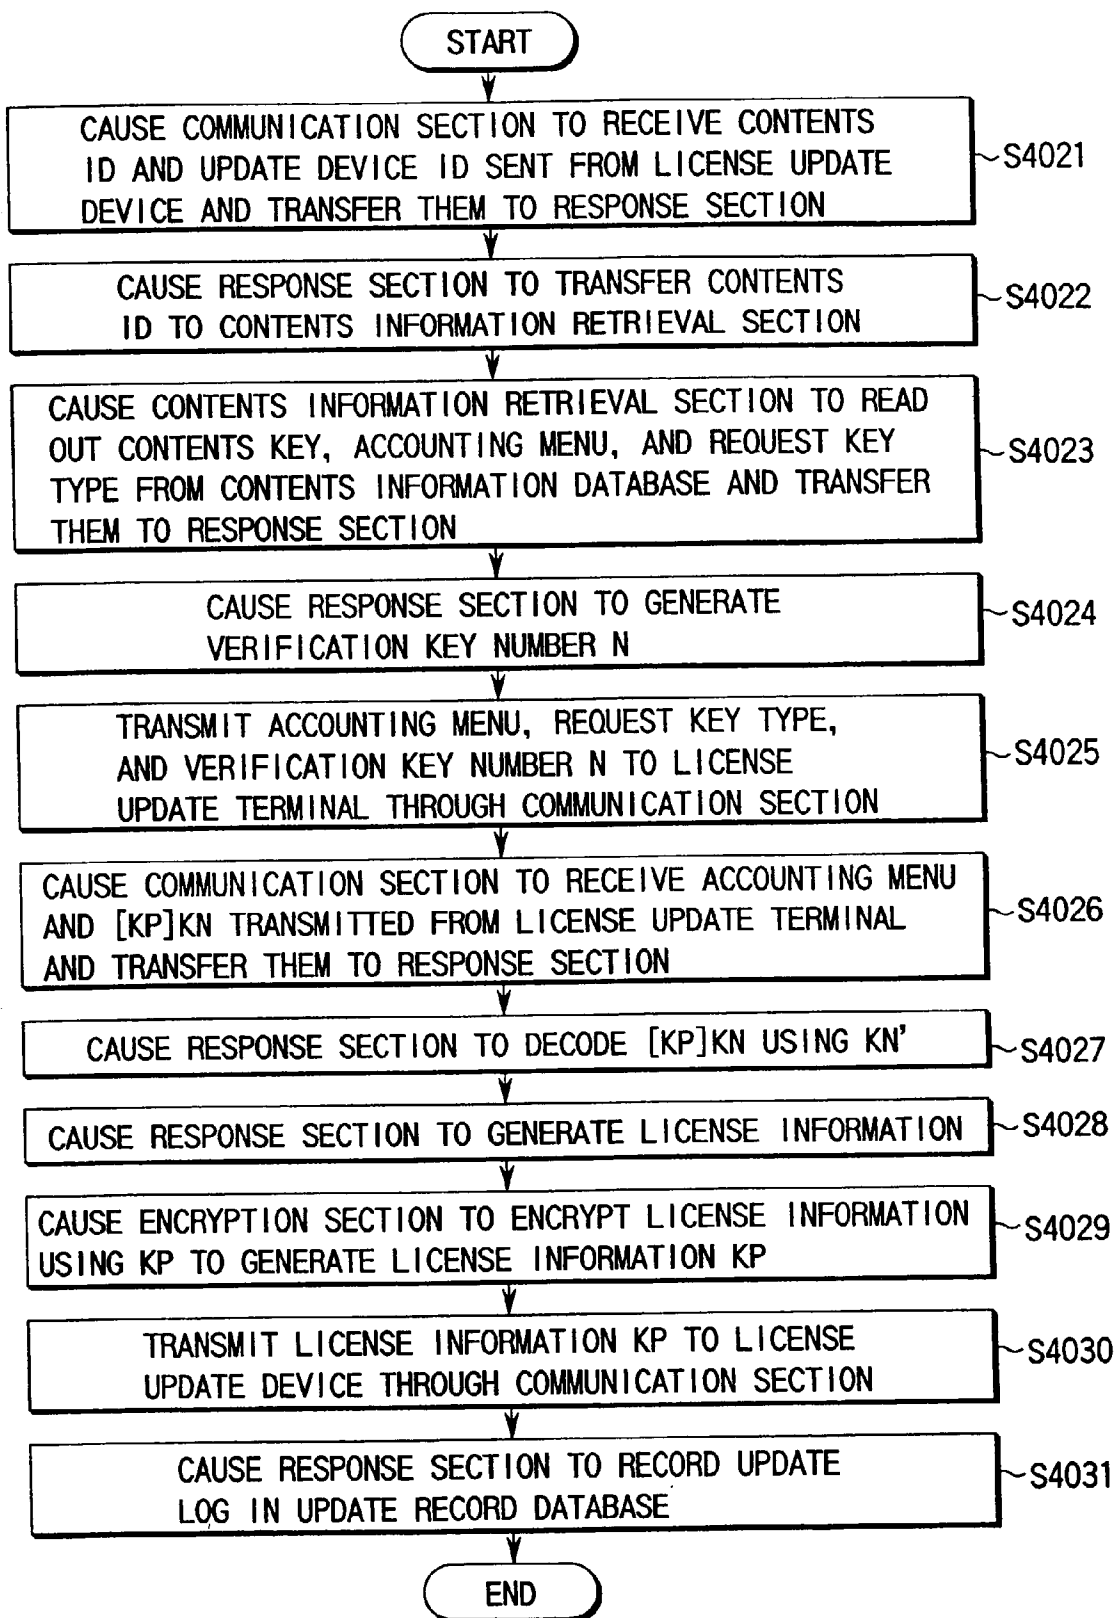 START
CAUSE COMMUNICATION SECTION TO RECEIVE CONTENTS
ID AND UPDATE DEVICE ID SENT FROM LICENSE UPDATE
DEVICE AND TRANSFER THEM TO RESPONSE SECTION
S4021
CAUSE RESPONSE SECTION TO TRANSFER CONTENTS
ID TO CONTENTS INFORMATION RETRIEVAL SECTION
S4022
CAUSE CONTENTS INFORMATION RETRIEVAL SECTION TO READ
OUT CONTENTS KEY, ACCOUNTING MENU, AND REQUEST KEY
TYPE FROM CONTENTS INFORMATION DATABASE AND TRANSFER
THEM TO RESPONSE SECTION
S4023
CAUSE RESPONSE SECTION TO GENERATE
VERIFICATION KEY NUMBER N
S4024
TRANSMIT ACCOUNTING MENU, REQUEST KEY TYPE,
AND VERIFICATION KEY NUMBER N TO LICENSE
UPDATE TERMINAL THROUGH COMMUNICATION SECTION
S4025
CAUSE COMMUNICATION SECTION TO RECEIVE ACCOUNTING MENU
AND [KP]KN TRANSMITTED FROM LICENSE UPDATE TERMINAL
AND TRANSFER THEM TO RESPONSE SECTION
S4026
CAUSE RESPONSE SECTION TO DECODE [KP]KN USING KN'
S4027
CAUSE RESPONSE SECTION TO GENERATE LICENSE INFORMATION
S4028
CAUSE ENCRYPTION SECTION TO ENCRYPT LICENSE INFORMATION
USING KP TO GENERATE LICENSE INFORMATION KP
S4029
TRANSMIT LICENSE INFORMATION KP TO LICENSE
UPDATE DEVICE THROUGH COMMUNICATION SECTION
S4030
CAUSE RESPONSE SECTION TO RECORD UPDATE
LOG IN UPDATE RECORD DATABASE
S4031
END